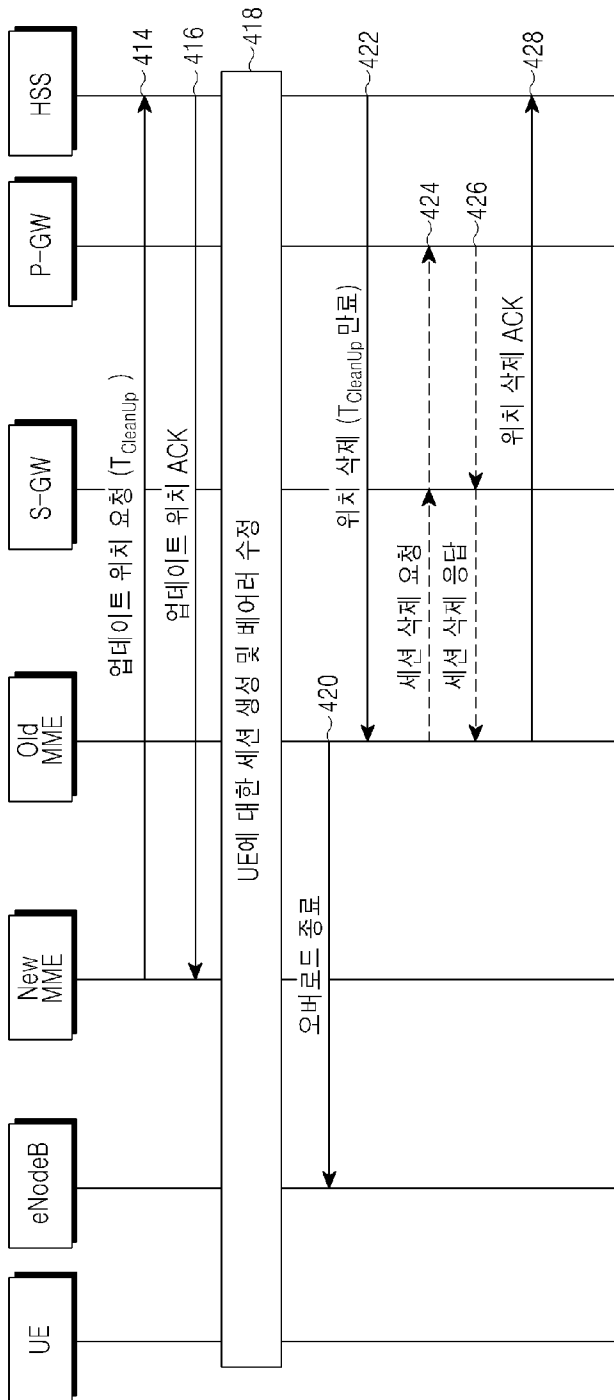 UE
eNodeB
New
MME
Old
MME
S-GW
P-GW
HSS
업데이트 위치 요청 (TCleanUp)
414
업데이트 위치 ACK
416
UE에 대한 세션 생성 및 베어러 수정
418
오버로드 종료
420
위치 삭제 (TCleanUp 만료)
422
세션 삭제 요청
424
세션 삭제 응답
426
위치 삭제 ACK
428